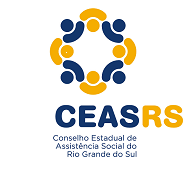 CEASRS
Conselho Estadual de
Assistência Social do
Rio Grande do Sul